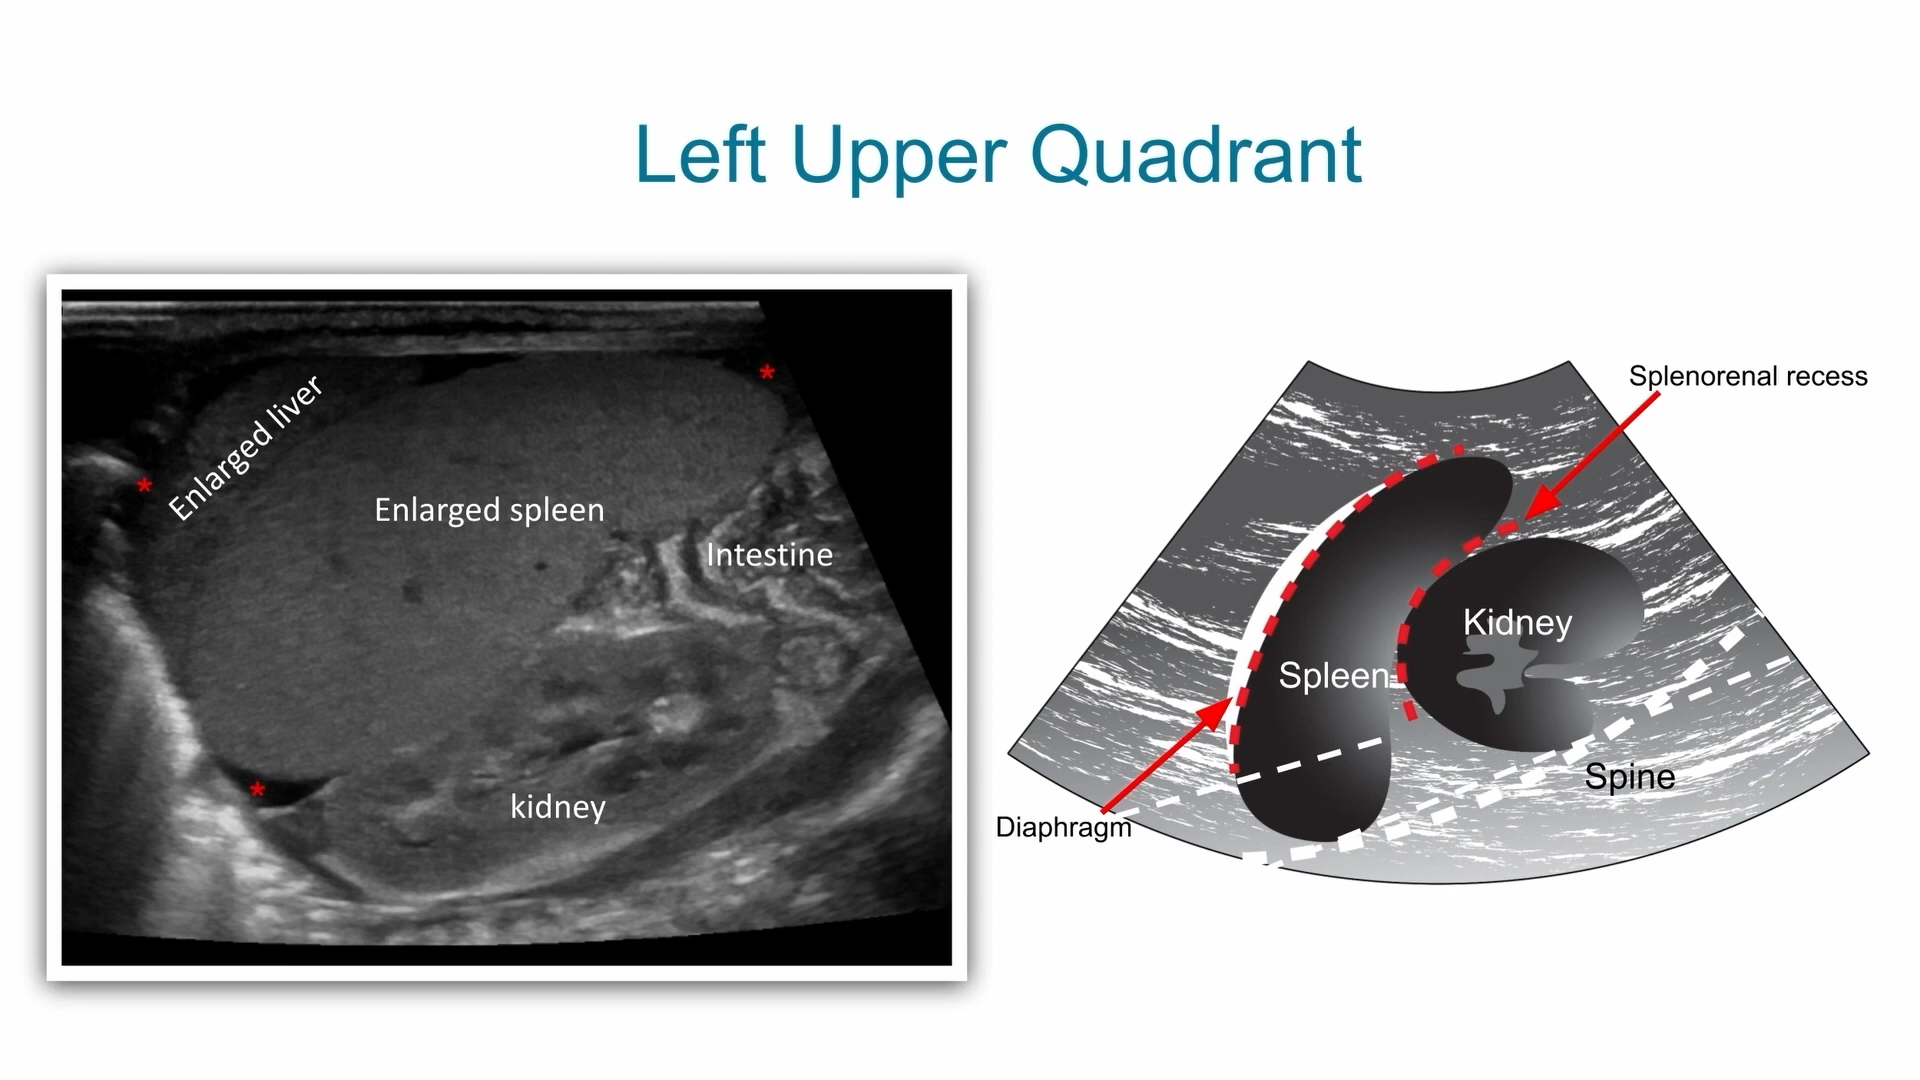 Left Upper Quadrant
Enlarged liver
Enlarged spleen
Intestine
kidney
*
*
*
Splenorenal recess
Kidney
Spleen
Spine
Diaphragm